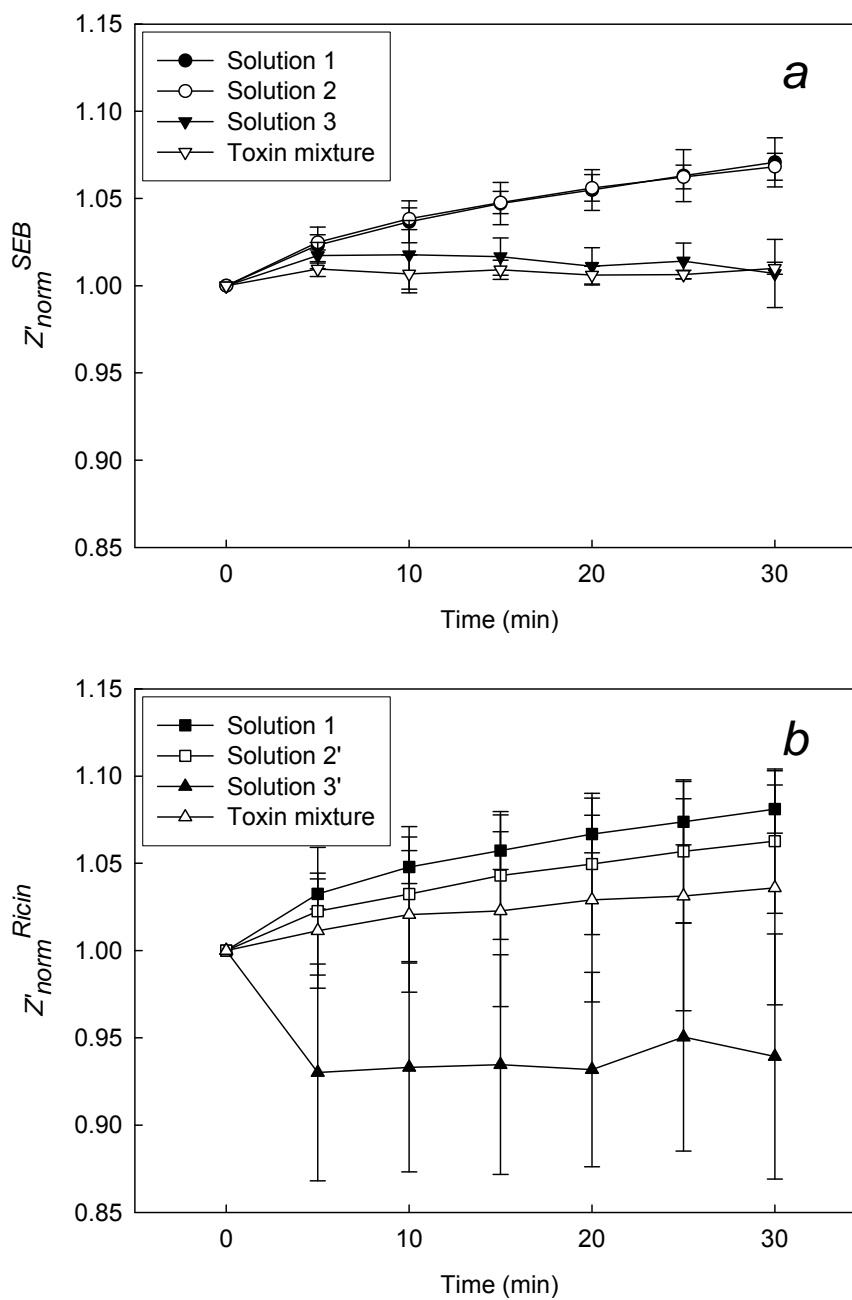 1.15
1.10
1.05
1.00
0.95
0.90
0.85
Z'norm SEB
Solution 1
Solution 2
Solution 3
Toxin mixture
a
0 10 20 30
Time (min)
1.15
1.10
1.05
1.00
0.95
0.90
0.85
Z'norm Ricin
Solution 1
Solution 2'
Solution 3'
Toxin mixture
b
0 10 20 30
Time (min)